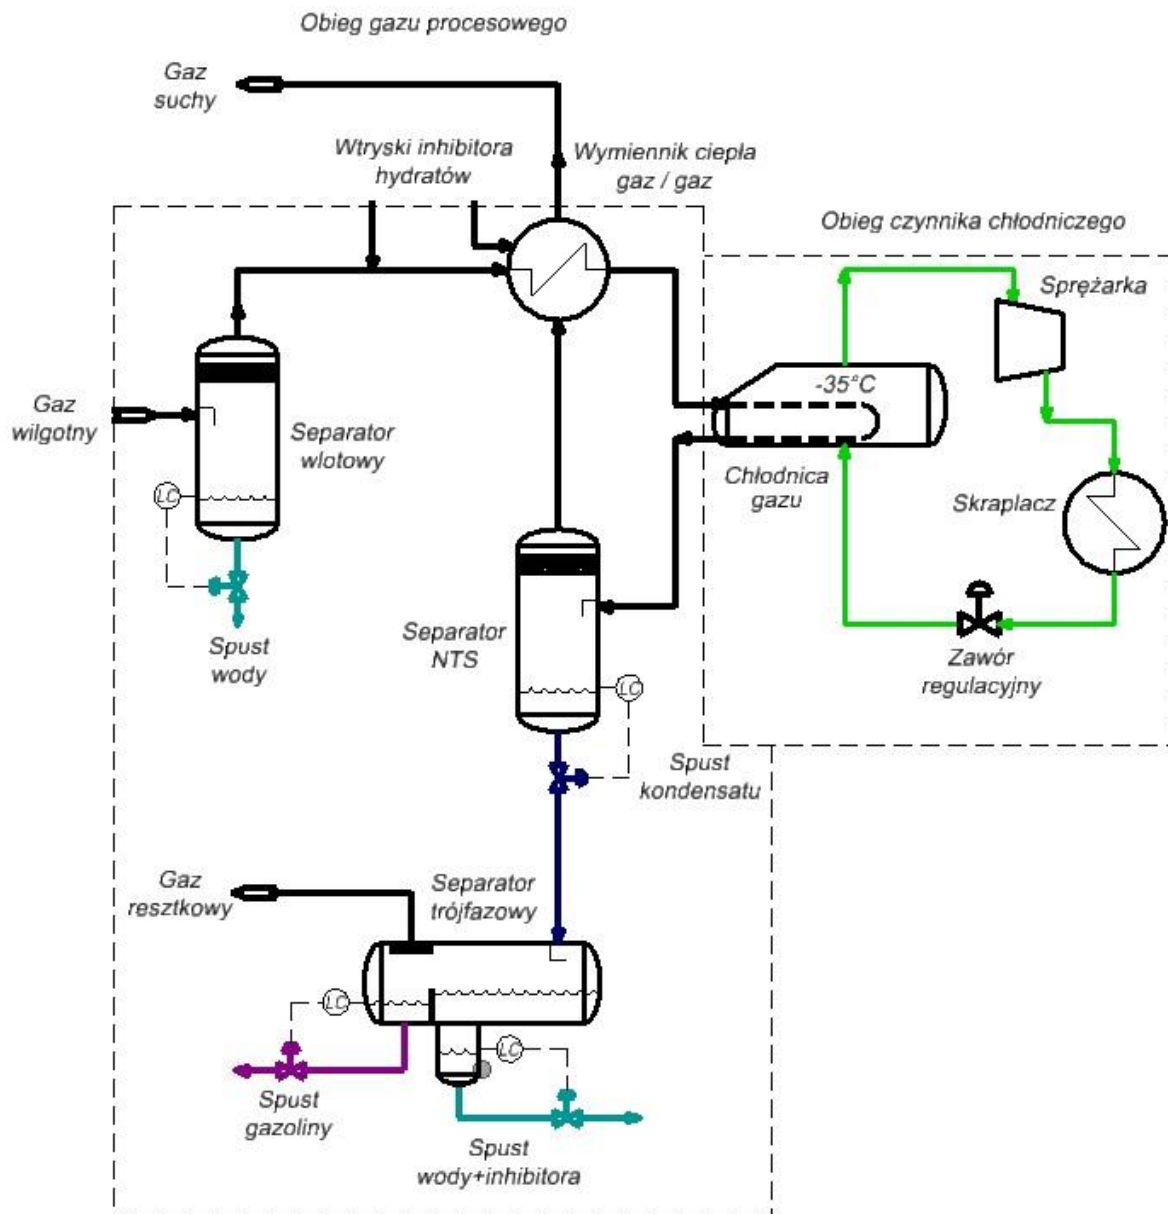 Obieg gazu procesowego
Gaz
suchy
Wtryski inhibitora
hydratów
Wymiennik ciepła
gaz / gaz
Obieg czynnika chłodniczego
Sprężarka
-35°C
Gaz
wilgotny
Separator
wlotowy
LC
Chłodnica
gazu
Skraplacz
Spust
wody
Separator
NTS
LC
Zawór
regulacyjny
Spust
kondensatu
Gaz
resztkowy
Separator
trójfazowy
LC
LC
Spust
gazoliny
Spust
wody+inhibitora